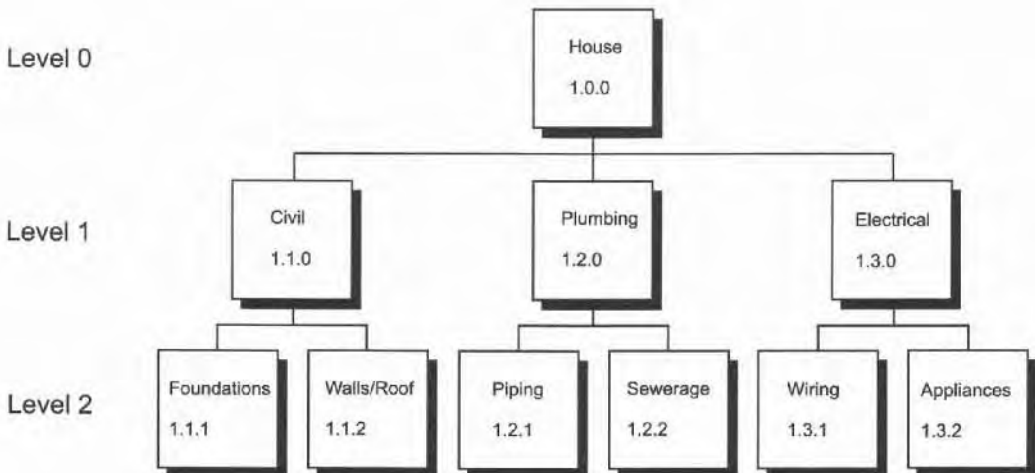 Level 0
House
1.0.0
Level 1
Civil
1.1.0
Plumbing
1.2.0
Electrical
1.3.0
Level 2
Foundations
1.1.1
Walls/Roof
1.1.2
Piping
1.2.1
Sewerage
1.2.2
Wiring
1.3.1
Appliances
1.3.2